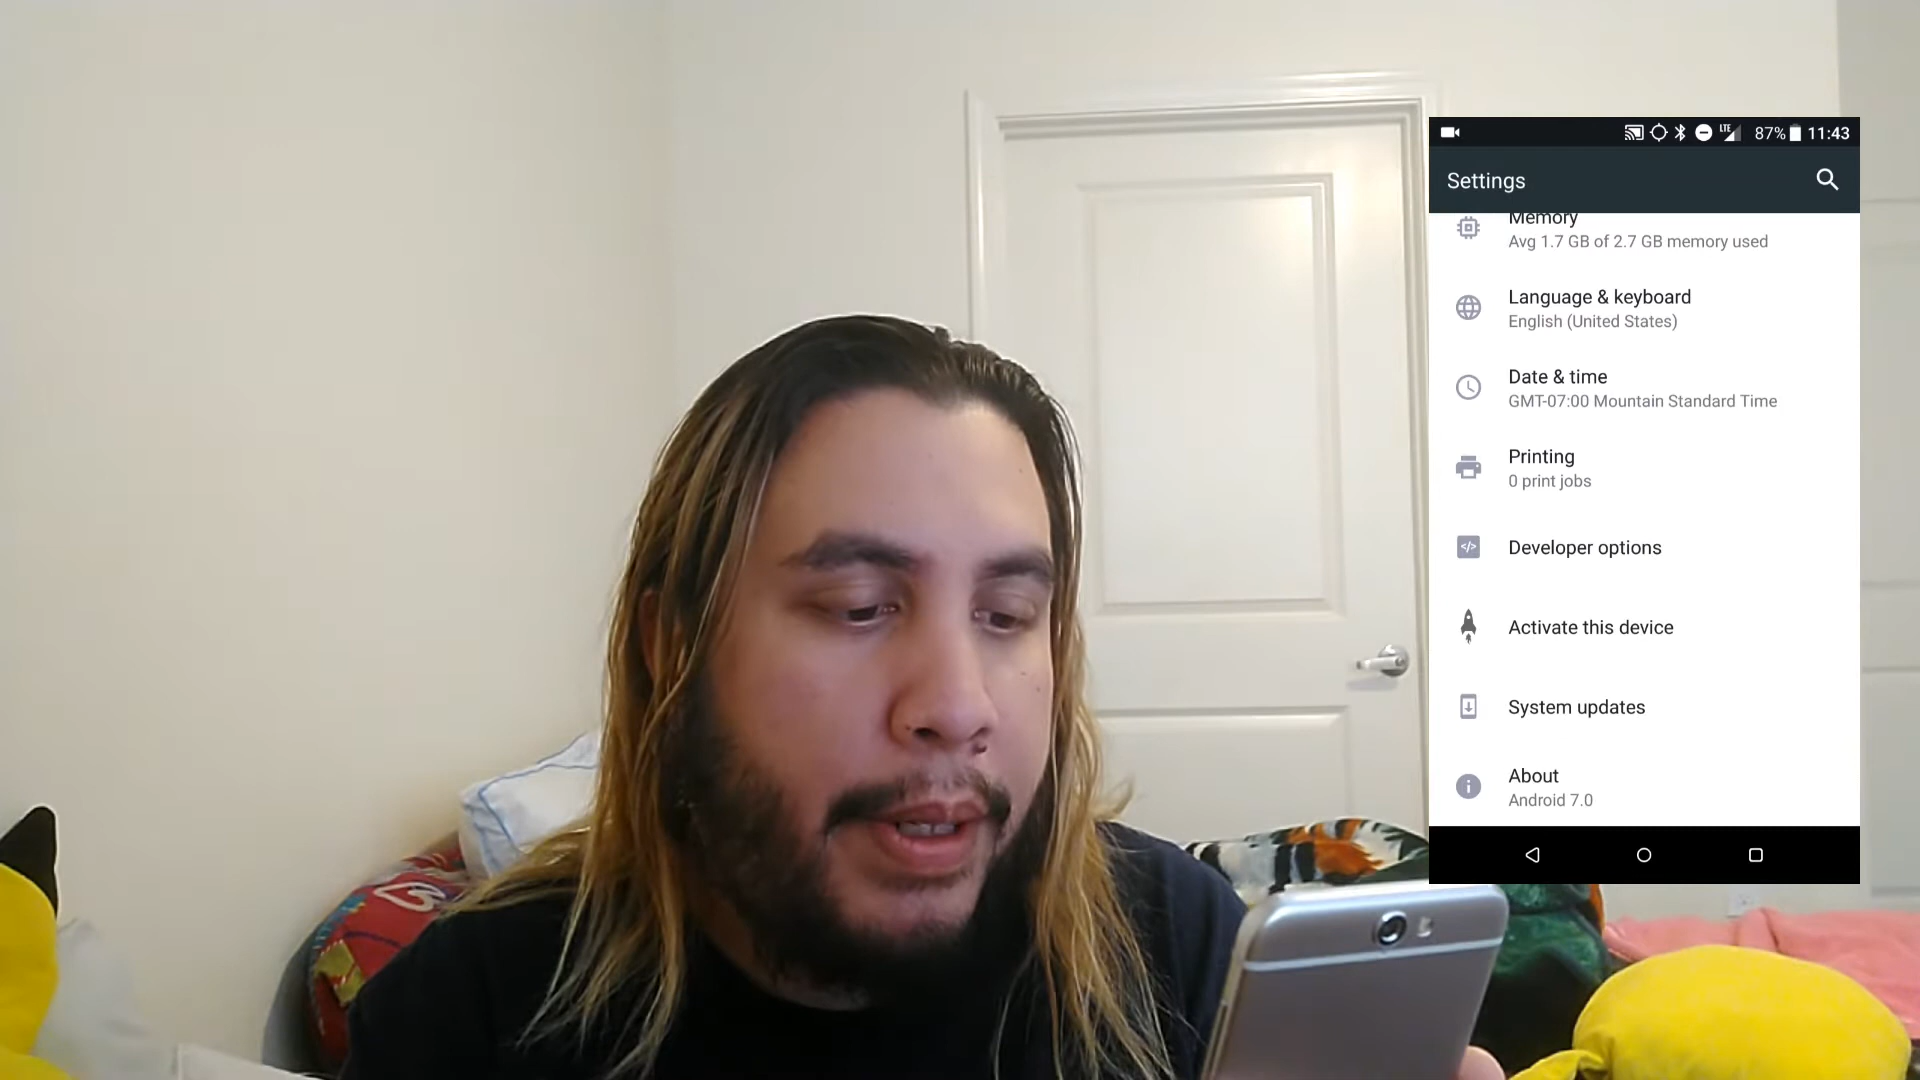 LTE 87% 11:43
Settings
Memory
Avg 1.7 GB of 2.7 GB memory used
Language & keyboard
English (United States)
Date & time
GMT-07:00 Mountain Standard Time
Printing
0 print jobs
Developer options
Activate this device
System updates
About
Android 7.0